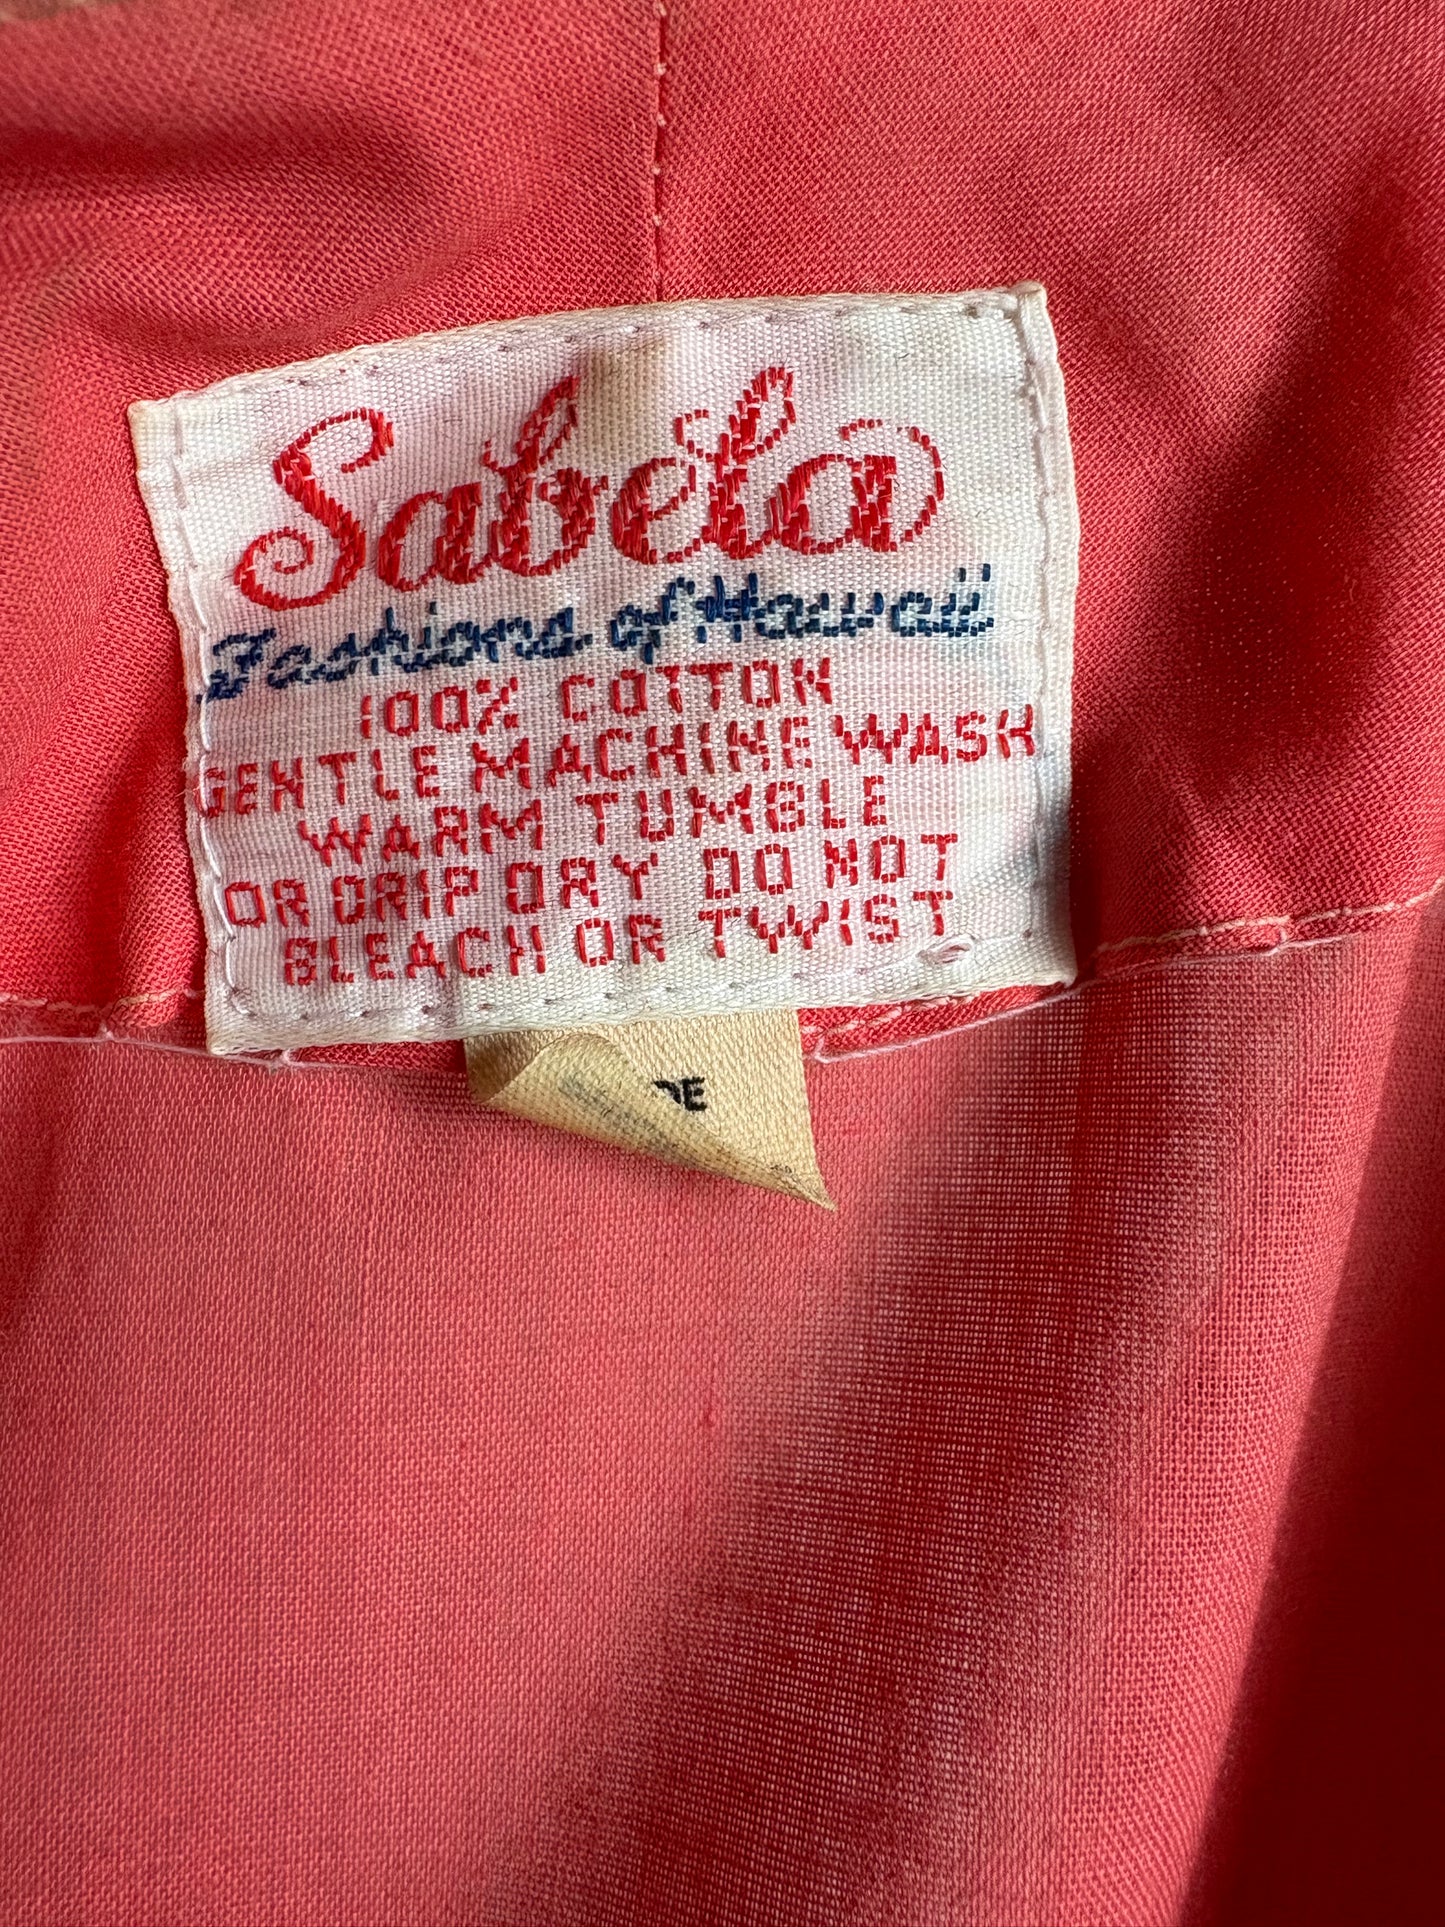 Sabela
Fashions of Hawaii
100% COTTON
GENTLE MACHINE WASH
WARM TUMBLE
OR DRIP DRY DO NOT
BLEACH OR TWIST